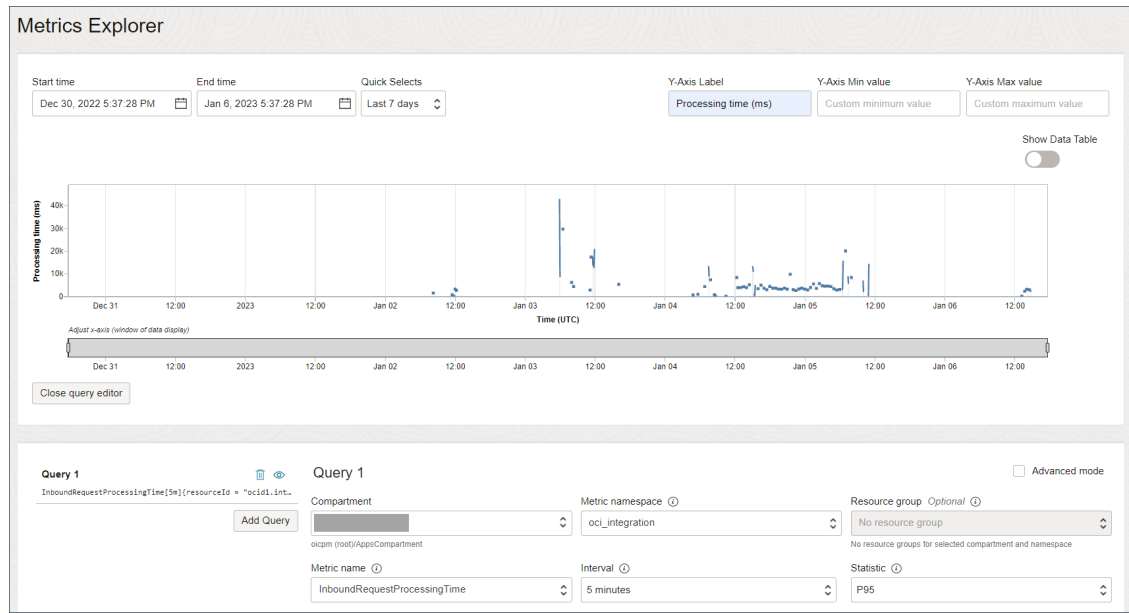 Metrics Explorer
Start time
End time
Quick Selects
Y-Axis Label
Y-Axis Min value
Y-Axis Max value
Dec 30, 2022 5:37:28 PM
Jan 6, 2023 5:37:28 PM
Last 7 days
Processing time (ms)
Custom minimum value
Custom maximum value
Show Data Table
Processing time (ms)
40k
30k
20k
10k
0
Dec 31 12:00 2023 12:00 Jan 02 12:00 Jan 03 12:00 Jan 04 12:00 Jan 05 12:00 Jan 06 12:00
Time (UTC)
Adjust x-axis (window of data display)
Dec 31 12:00 2023 12:00 Jan 02 12:00 Jan 03 12:00 Jan 04 12:00 Jan 05 12:00 Jan 06 12:00
Close query editor
Query 1
InboundRequestProcessingTime[5m]{resourceId = "ocid1.int…
Add Query
Query 1
Advanced mode
Compartment
Metric namespace
Resource group Optional
oci_integration
No resource group
oicpm (root)/AppsCompartment
No resource groups for selected compartment and namespace
Metric name
Interval
Statistic
InboundRequestProcessingTime
5 minutes
P95